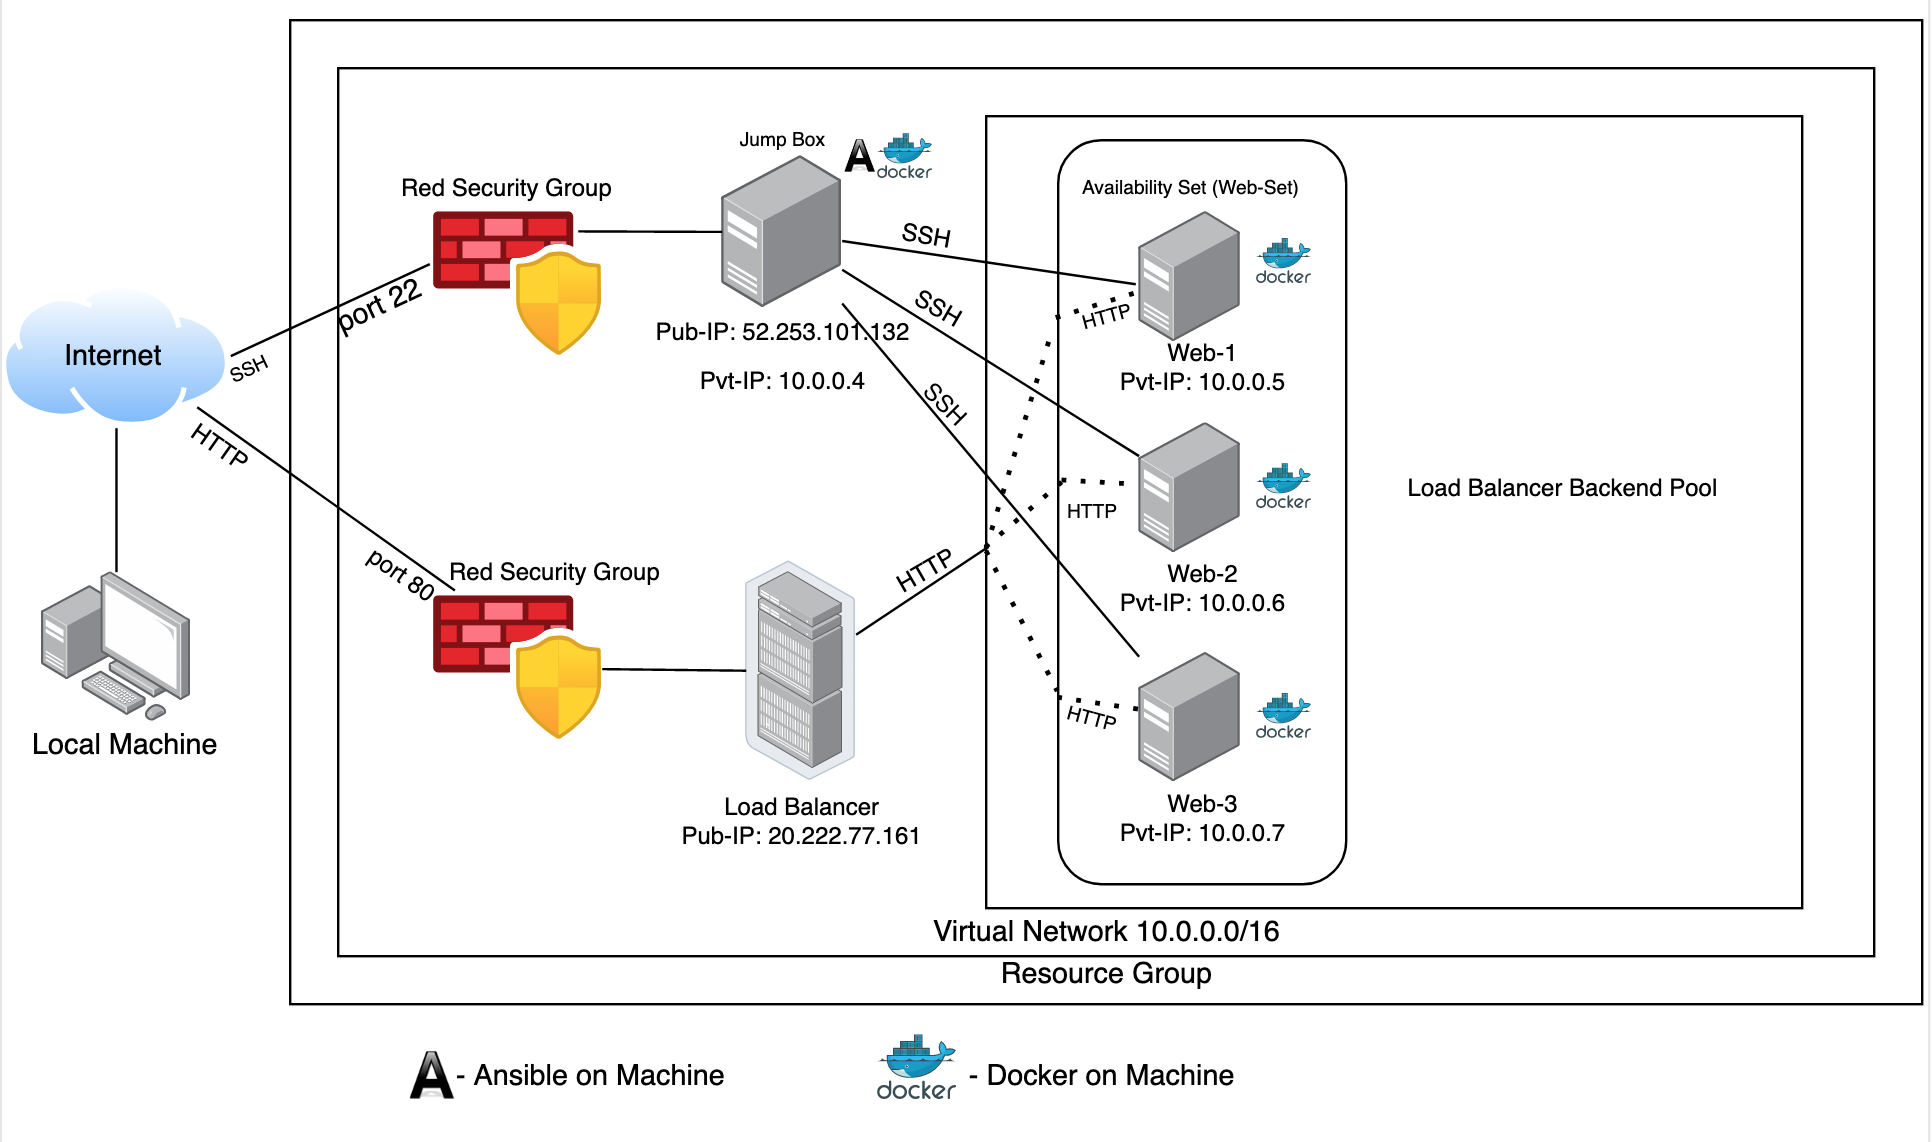 Jump Box
A
docker
Red Security Group
Availability Set (Web-Set)
SSH
docker
SSH
port 22
HTTP
Pub-IP: 52.253.101.132
Internet
SSH
Web-1
Pvt-IP: 10.0.0.4
Pvt-IP: 10.0.0.5
SSH
HTTP
docker
Load Balancer Backend Pool
HTTP
port 80
Red Security Group
HTTP
Web-2
Pvt-IP: 10.0.0.6
HTTP
docker
Local Machine
Load Balancer
Pub-IP: 20.222.77.161
Web-3
Pvt-IP: 10.0.0.7
Virtual Network 10.0.0.0/16
Resource Group
A - Ansible on Machine
docker - Docker on Machine